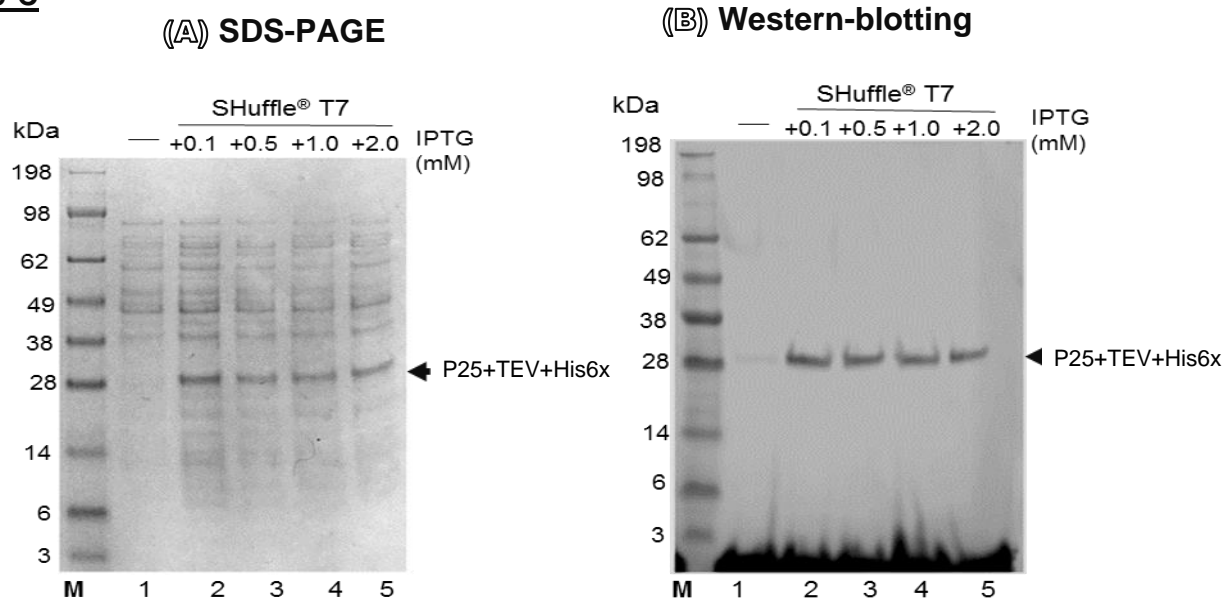 (A) SDS-PAGE
SHuffle® T7
kDa
— +0.1 +0.5 +1.0 +2.0 IPTG
(mM)
198
98
62
49
38
28
14
6
3
P25+TEV+His6x
M 1 2 3 4 5
(B) Western-blotting
SHuffle® T7
kDa
— +0.1 +0.5 +1.0 +2.0 IPTG
(mM)
198
98
62
49
38
28
14
6
3
P25+TEV+His6x
M 1 2 3 4 5